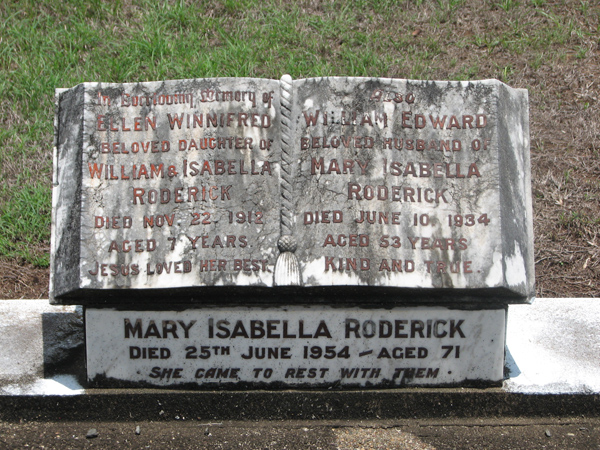 In Sorrowing Memory of
ELLEN WINNIFRED
BELOVED DAUGHTER OF
WILLIAM & ISABELLA
RODERICK
DIED NOV. 22. 1912
AGED 7 YEARS.
JESUS LOVED HER BEST.
ALSO
WILLIAM EDWARD
BELOVED HUSBAND OF
MARY ISABELLA
RODERICK
DIED JUNE 10, 1934
AGED 53 YEARS
KIND AND TRUE.
MARY ISABELLA RODERICK
DIED 25TH JUNE 1954 - AGED 71
· SHE CAME TO REST WITH THEM ·